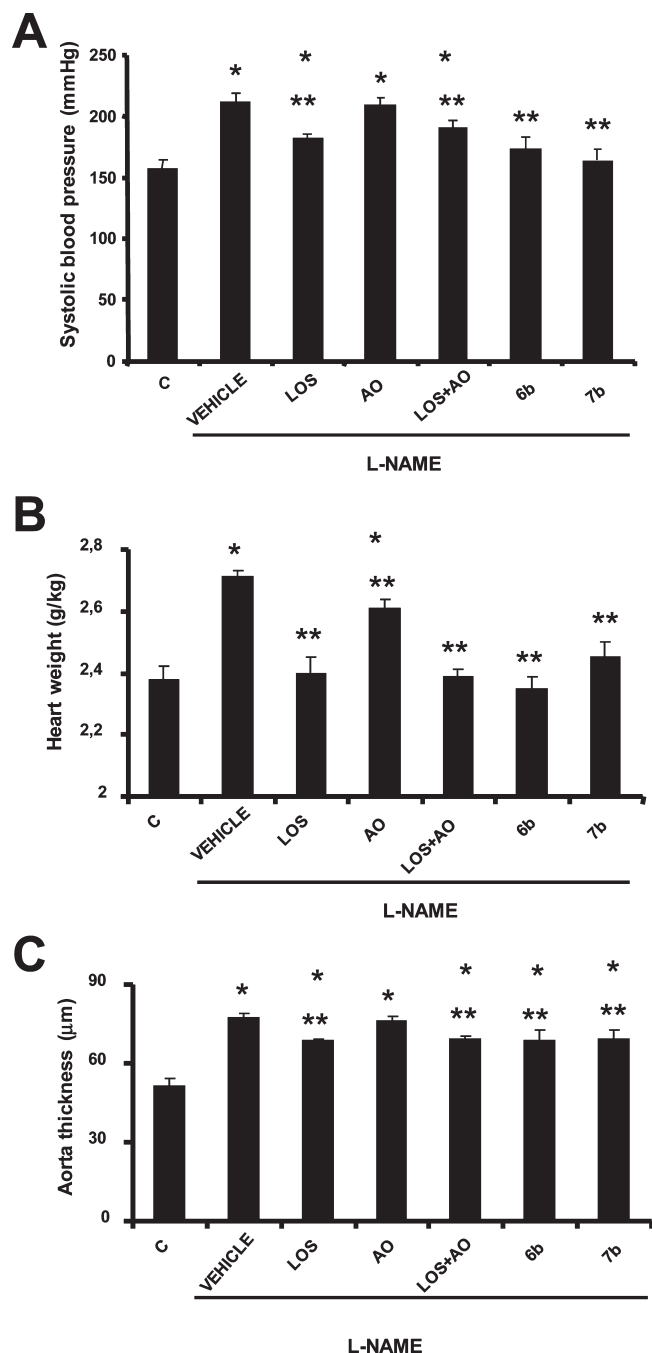 A
Systolic blood pressure (mmHg)
250
200
150
100
50
0
* * * *
** ** ** **
C VEHICLE LOS AO LOS+AO 6b 7b
L-NAME
B
Heart weight (g/kg)
2,8
2,6
2,4
2,2
2
* *
** ** ** ** **
C VEHICLE LOS AO LOS+AO 6b 7b
L-NAME
C
Aorta thickness (µm)
90
60
30
0
* * * * * *
** ** ** **
C VEHICLE LOS AO LOS+AO 6b 7b
L-NAME